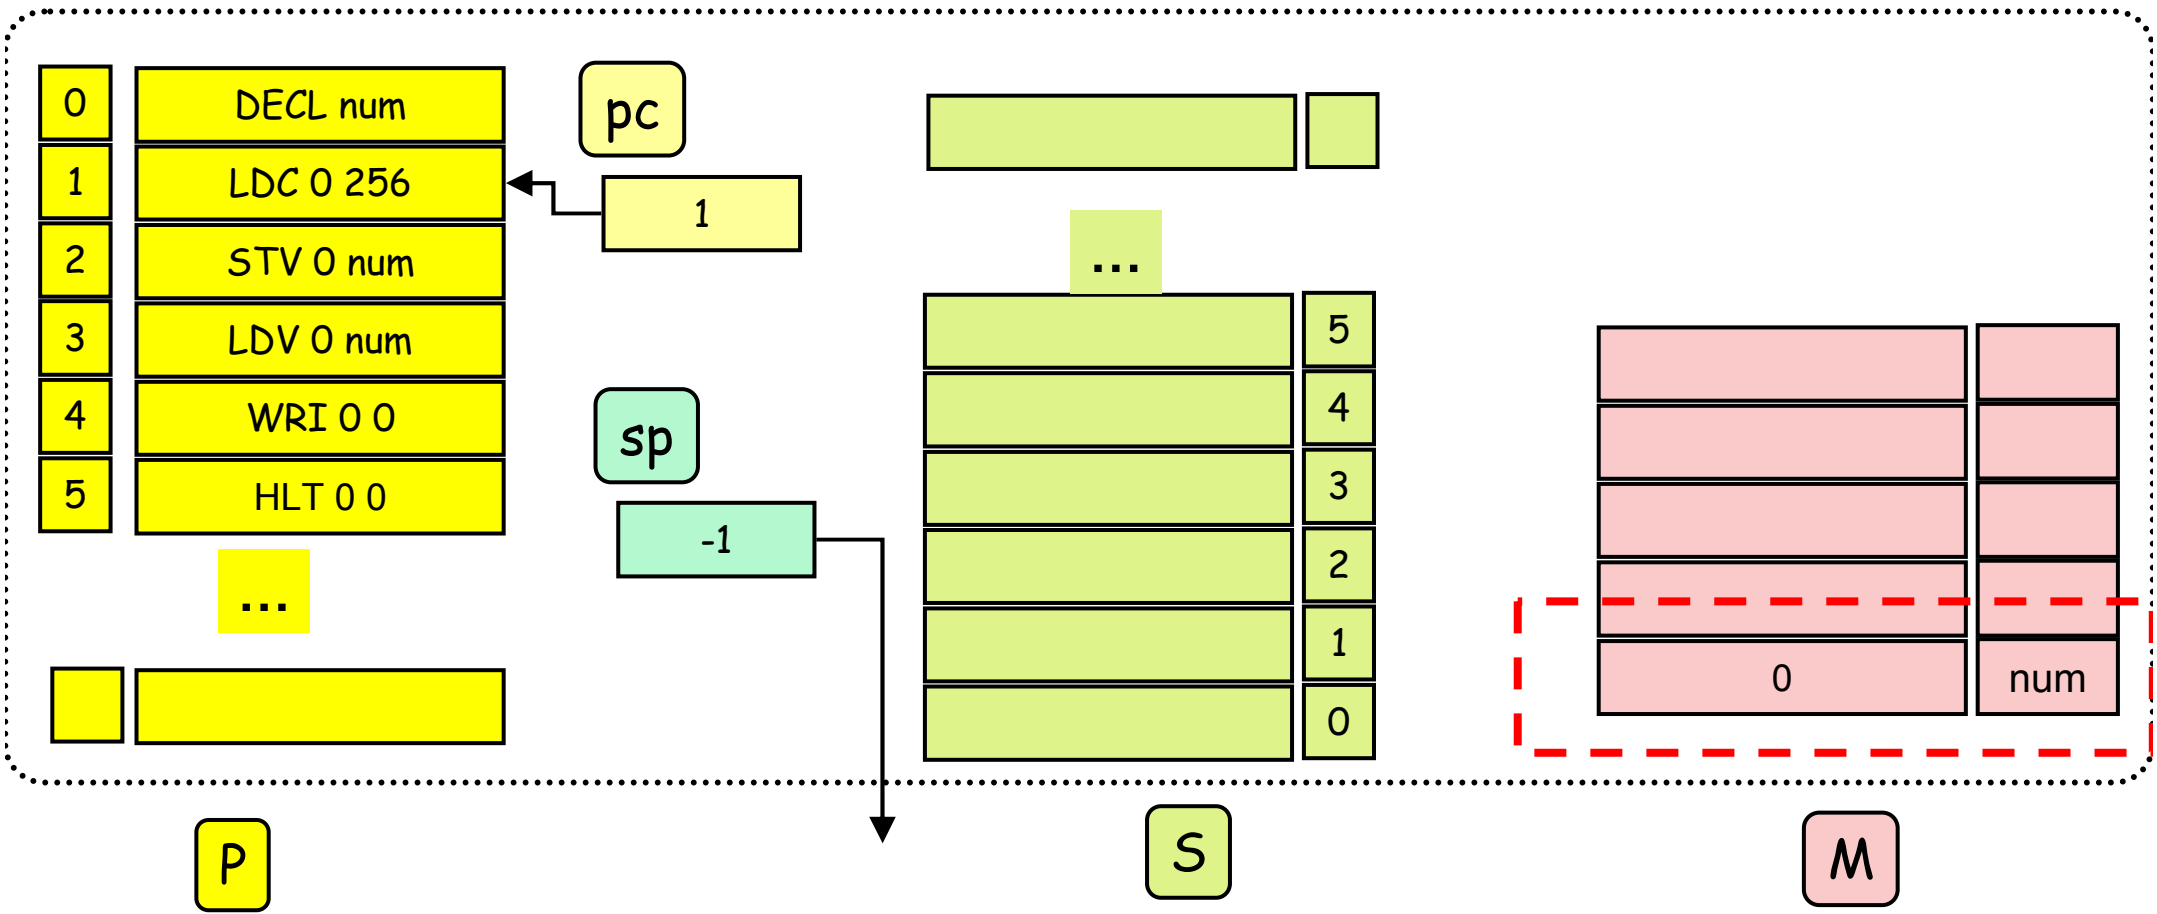 0 DECL num
1 LDC 0 256
2 STV 0 num
3 LDV 0 num
4 WRI 0 0
5 HLT 0 0
...
P
pc
1
sp
-1
...
5
4
3
2
1
0
S
0 num
M